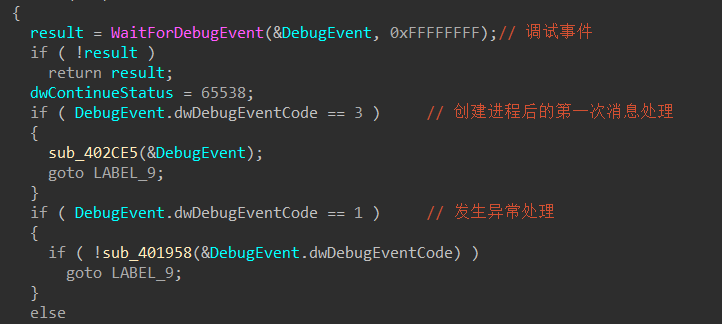 {
result = WaitForDebugEvent(&DebugEvent, 0xFFFFFFFF);// 调试事件
if ( !result )
return result;
dwContinueStatus = 65538;
if ( DebugEvent.dwDebugEventCode == 3 ) // 创建进程后的第一次消息处理
{
sub_402CE5(&DebugEvent);
goto LABEL_9;
}
if ( DebugEvent.dwDebugEventCode == 1 ) // 发生异常处理
{
if ( !sub_401958(&DebugEvent.dwDebugEventCode) )
goto LABEL_9;
}
else